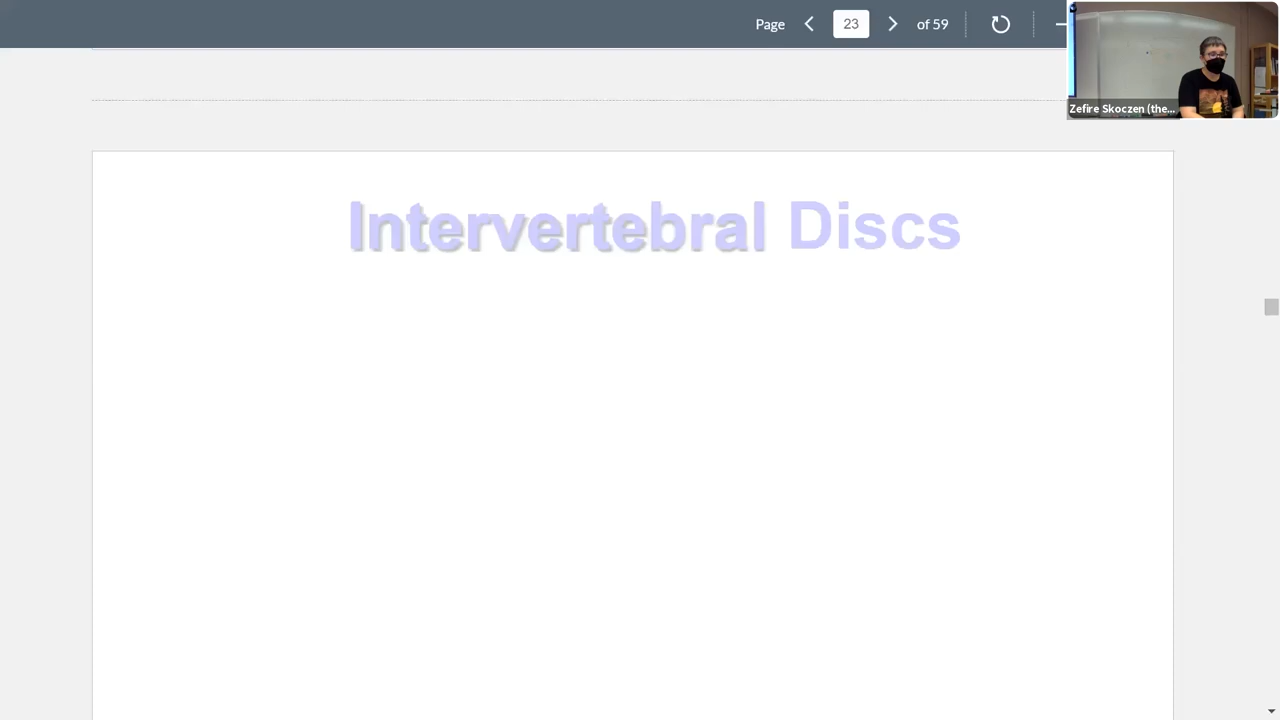 Page 23 of 59
Zefire Skoczen (the...
Intervertebral Discs